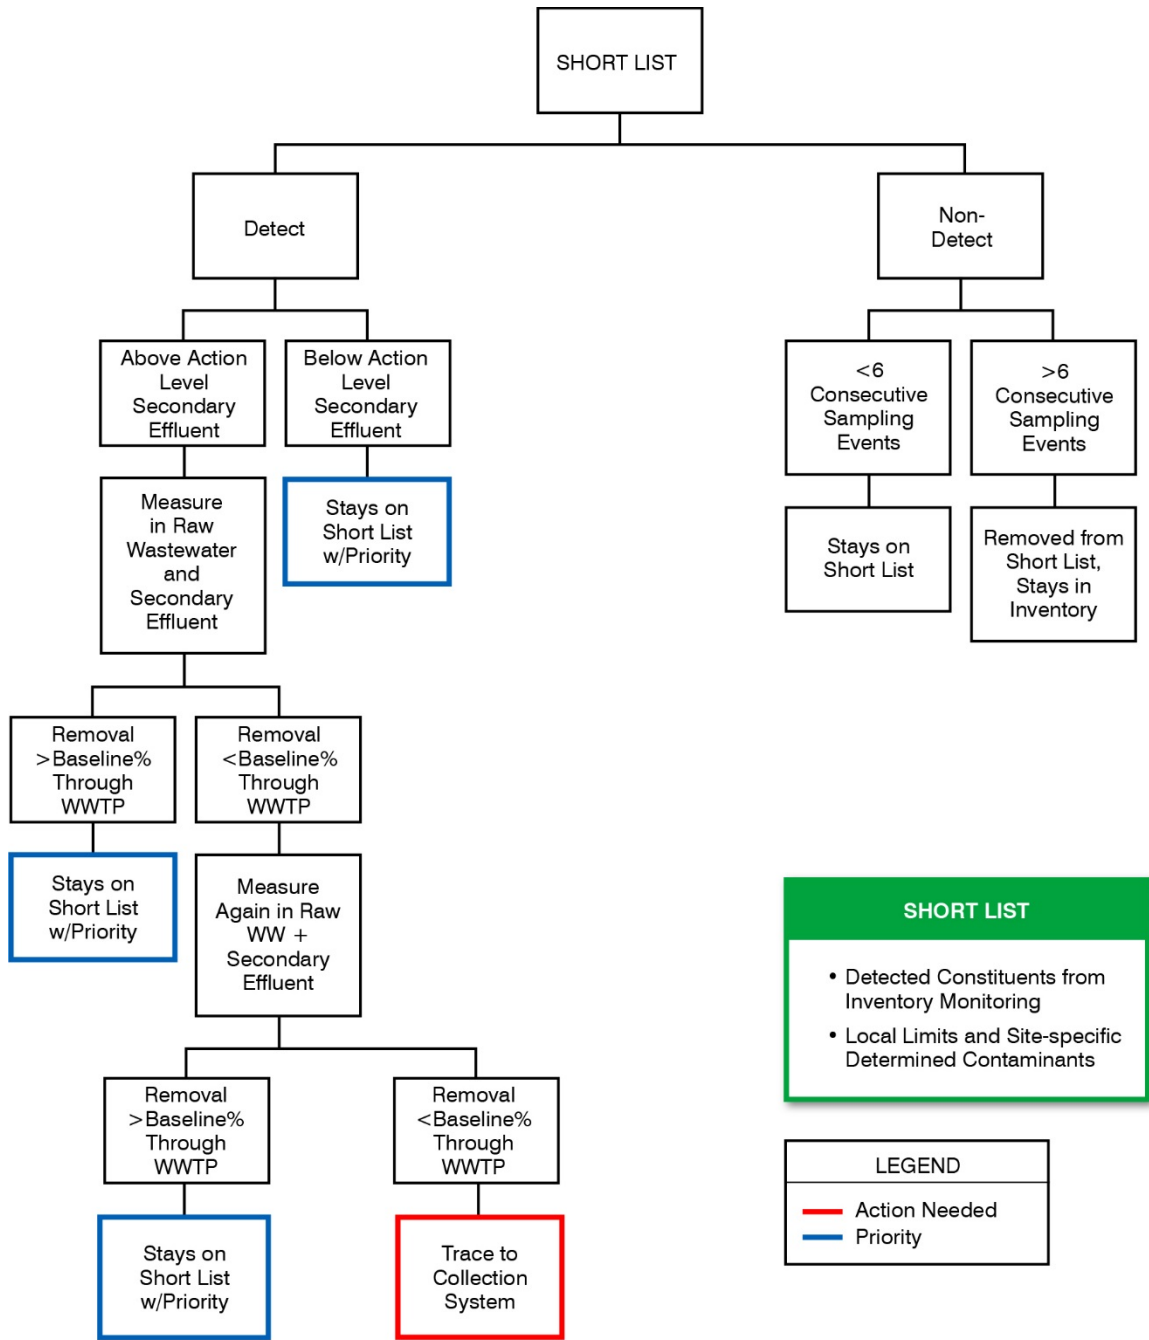 SHORT LIST
Detect
Non-
Detect
Above Action
Level
Secondary
Effluent
Below Action
Level
Secondary
Effluent
<6
Consecutive
Sampling
Events
>6
Consecutive
Sampling
Events
Measure
in Raw
Wastewater
and
Secondary
Effluent
Stays on
Short List
w/Priority
Stays on
Short List
Removed from
Short List,
Stays in
Inventory
Removal
>Baseline%
Through
WWTP
Removal
<Baseline%
Through
WWTP
Stays on
Short List
w/Priority
Measure
Again in Raw
WW +
Secondary
Effluent
SHORT LIST
• Detected Constituents from
Inventory Monitoring
• Local Limits and Site-specific
Determined Contaminants
Removal
>Baseline%
Through
WWTP
Removal
<Baseline%
Through
WWTP
Stays on
Short List
w/Priority
Trace to
Collection
System
LEGEND
Action Needed
Priority